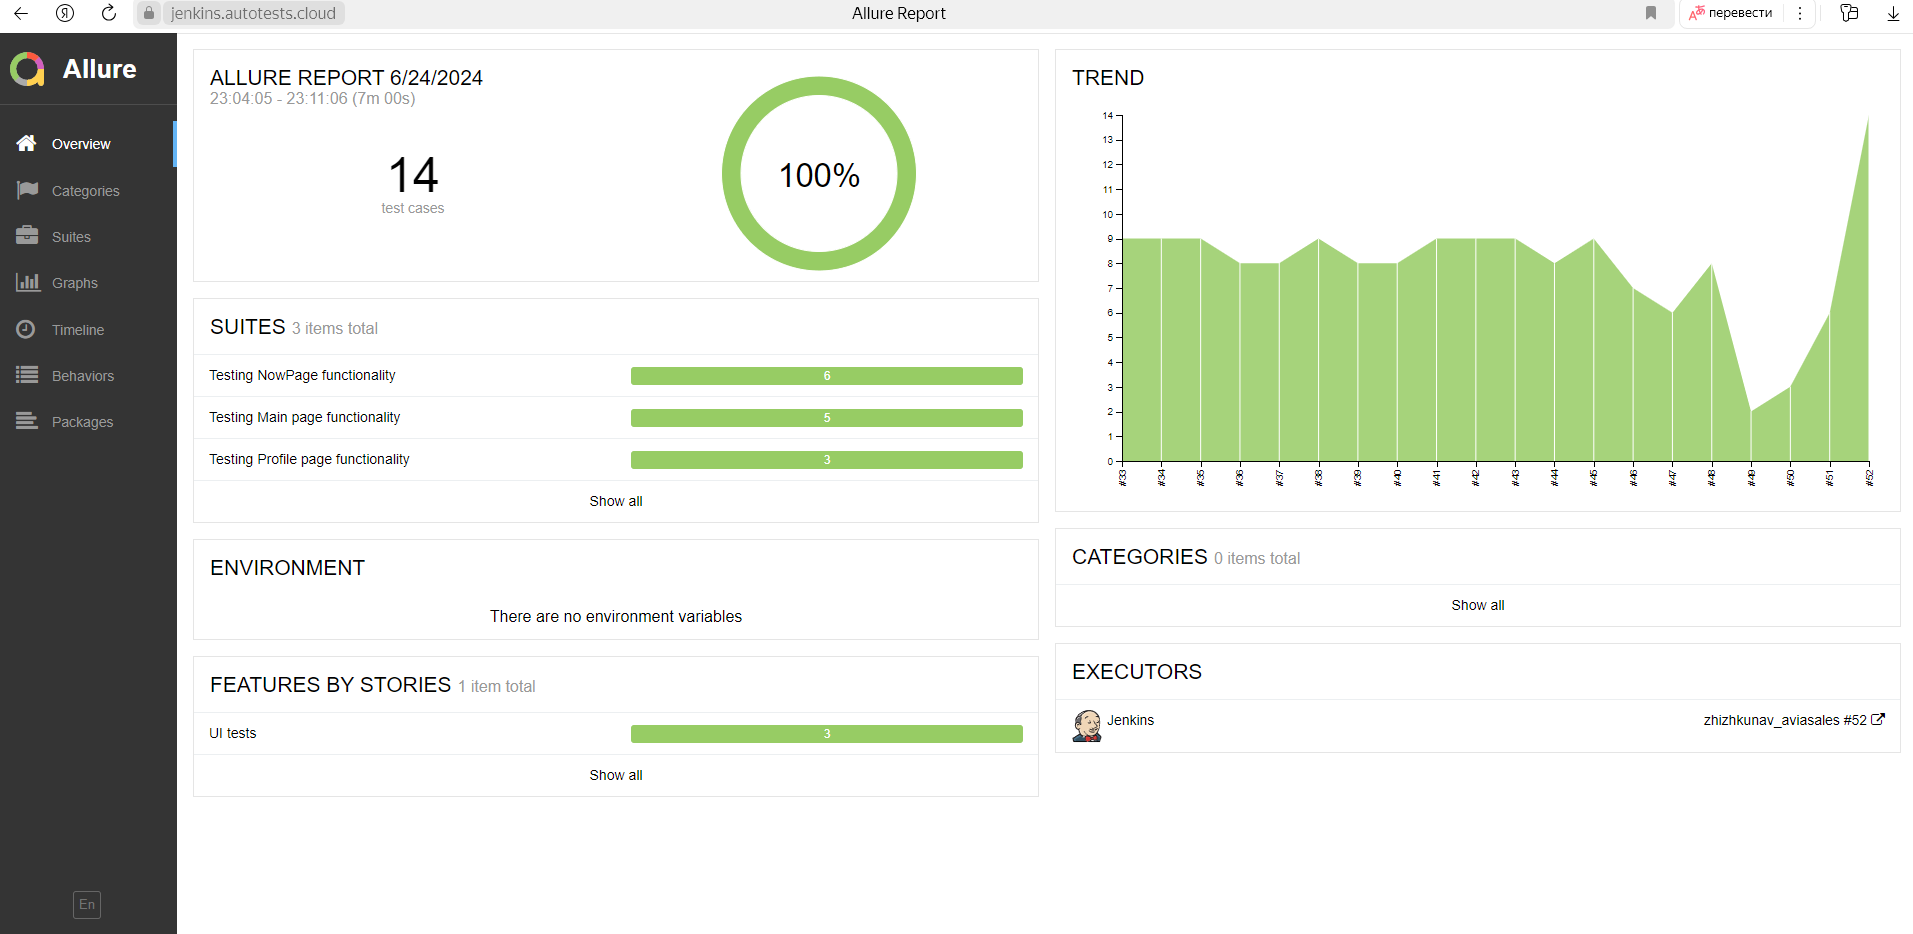 jenkins.autotests.cloud
Allure Report
перевести
Allure
Overview
Categories
Suites
Graphs
Timeline
Behaviors
Packages
En
ALLURE REPORT 6/24/2024
23:04:05 - 23:11:06 (7m 00s)
14
test cases
100%
SUITES 3 items total
Testing NowPage functionality 6
Testing Main page functionality 5
Testing Profile page functionality 3
Show all
ENVIRONMENT
There are no environment variables
FEATURES BY STORIES 1 item total
UI tests 3
Show all
TREND
14
13
12
11
10
9
8
7
6
5
4
3
2
1
0
#33 #34 #35 #36 #37 #38 #39 #40 #41 #42 #43 #44 #45 #46 #47 #48 #49 #50 #51 #52
CATEGORIES 0 items total
Show all
EXECUTORS
Jenkins zhizhkunav_aviasales #52